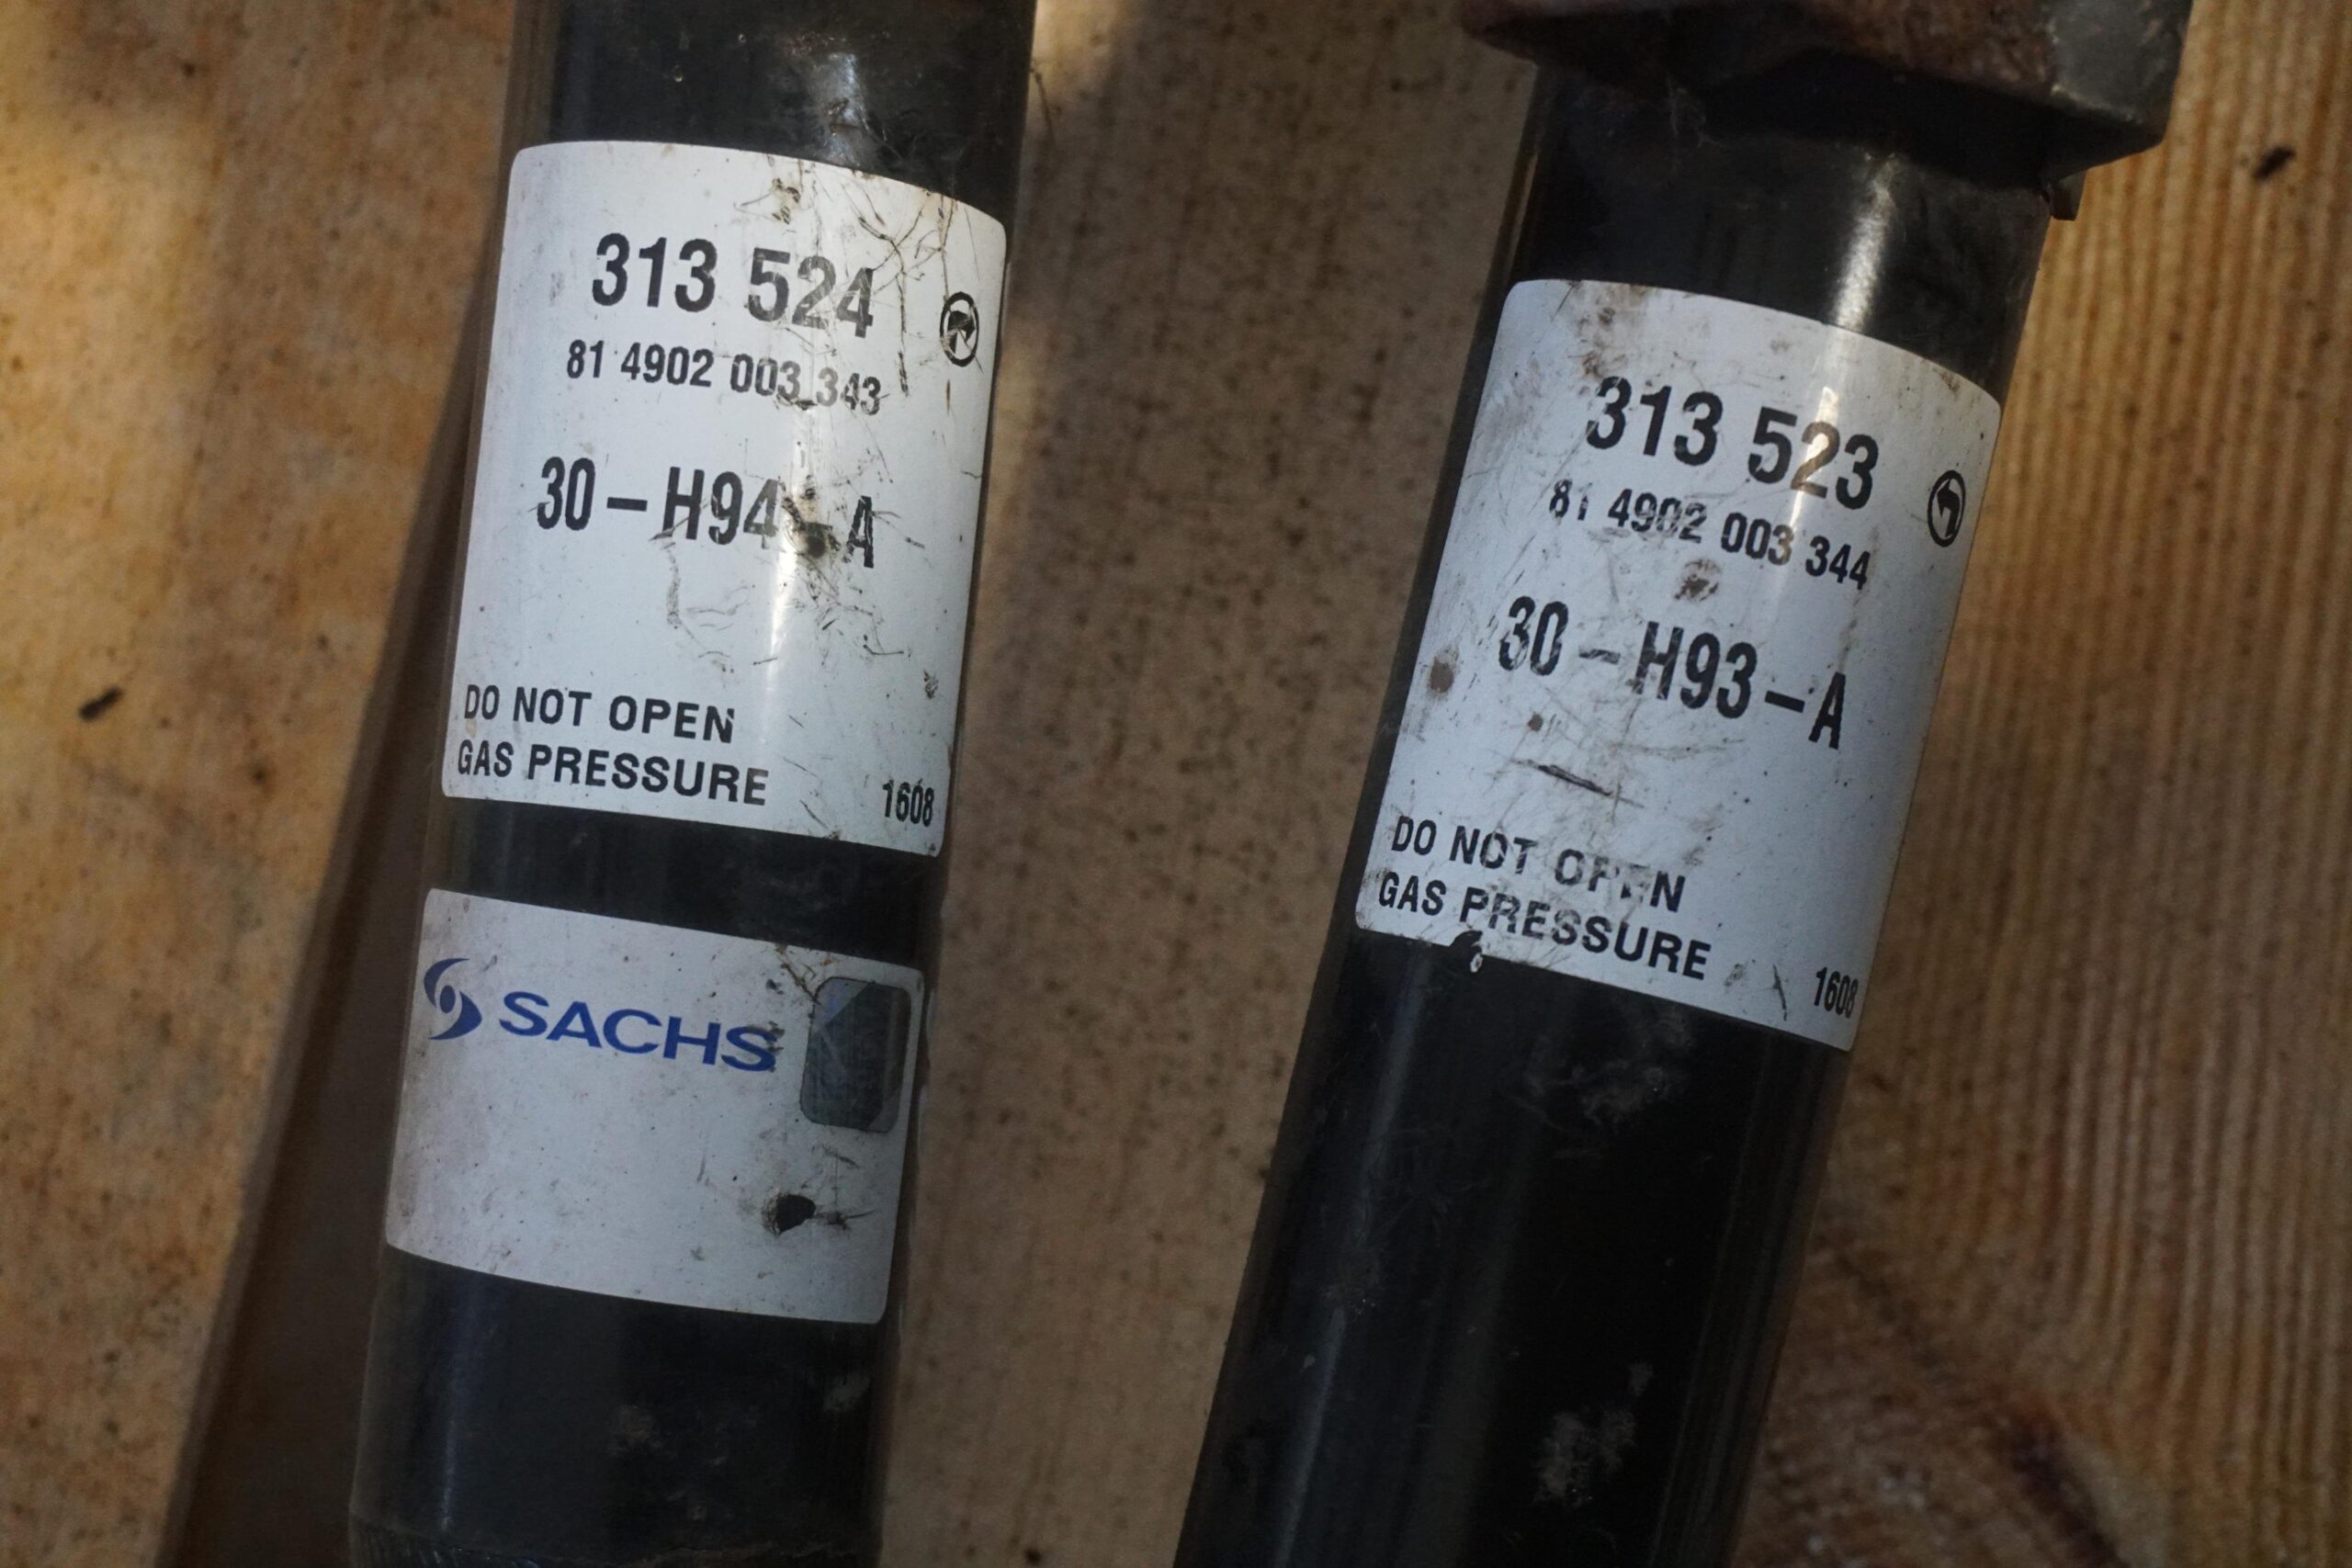 313 524
81 4902 003 343
30-H94-A
DO NOT OPEN
GAS PRESSURE
1608
SACHS
313 523
81 4902 003 344
30-H93-A
DO NOT OPEN
GAS PRESSURE
1608